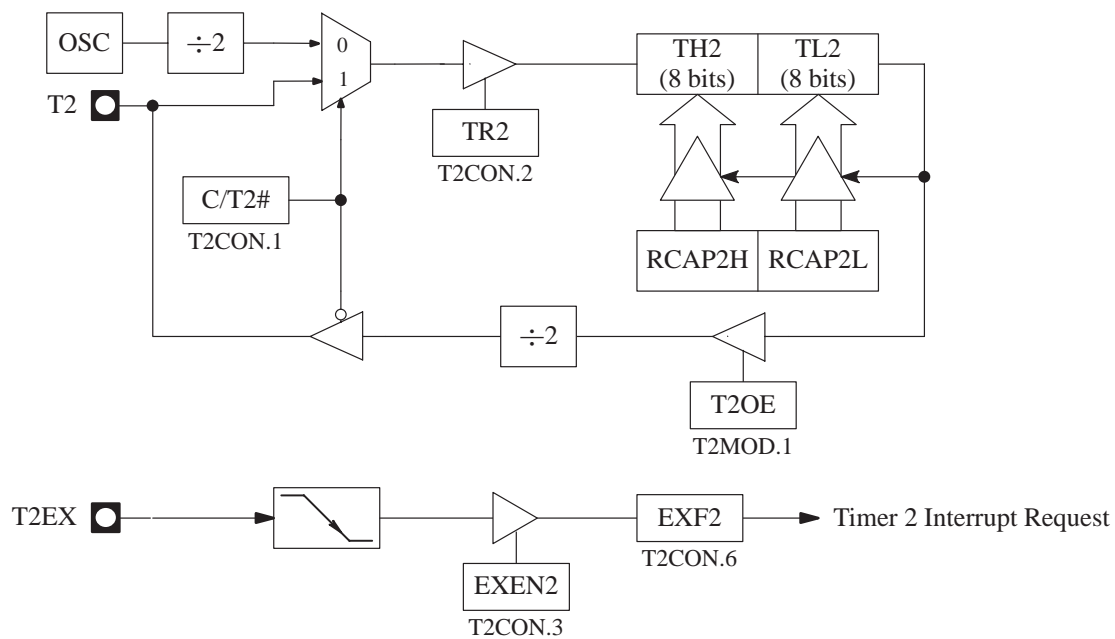 OSC
÷2
0
1
T2
TR2
T2CON.2
TH2
(8 bits)
TL2
(8 bits)
C/T2#
T2CON.1
RCAP2H
RCAP2L
÷2
T2OE
T2MOD.1
T2EX
EXEN2
T2CON.3
EXF2
T2CON.6
Timer 2 Interrupt Request